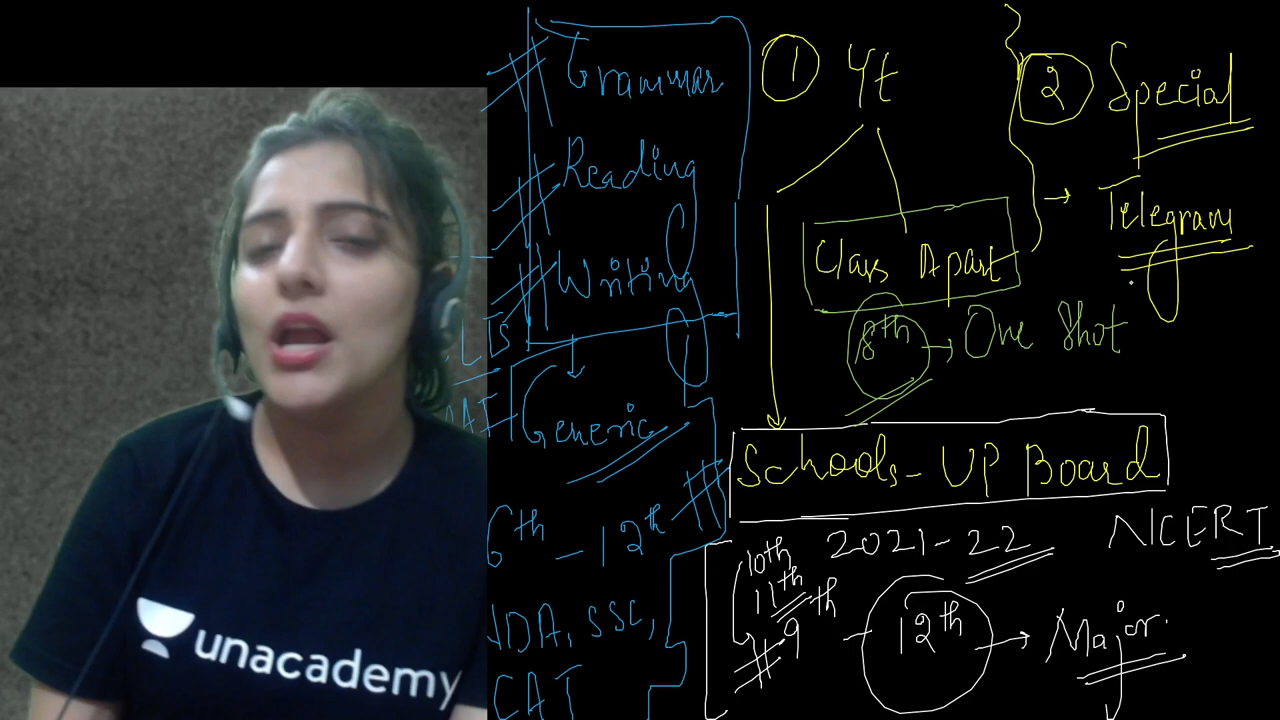 # Grammar
# Reading
# Writing
Generic
6th - 12th #
NDA, SSC,
CAT
1 Yt
Class Apart
8th → One Shot
2 Special
→ Telegram
Schools - UP Board
2021-22 NCERT
10th
11th
# 9th - 12th → Major
unacademy